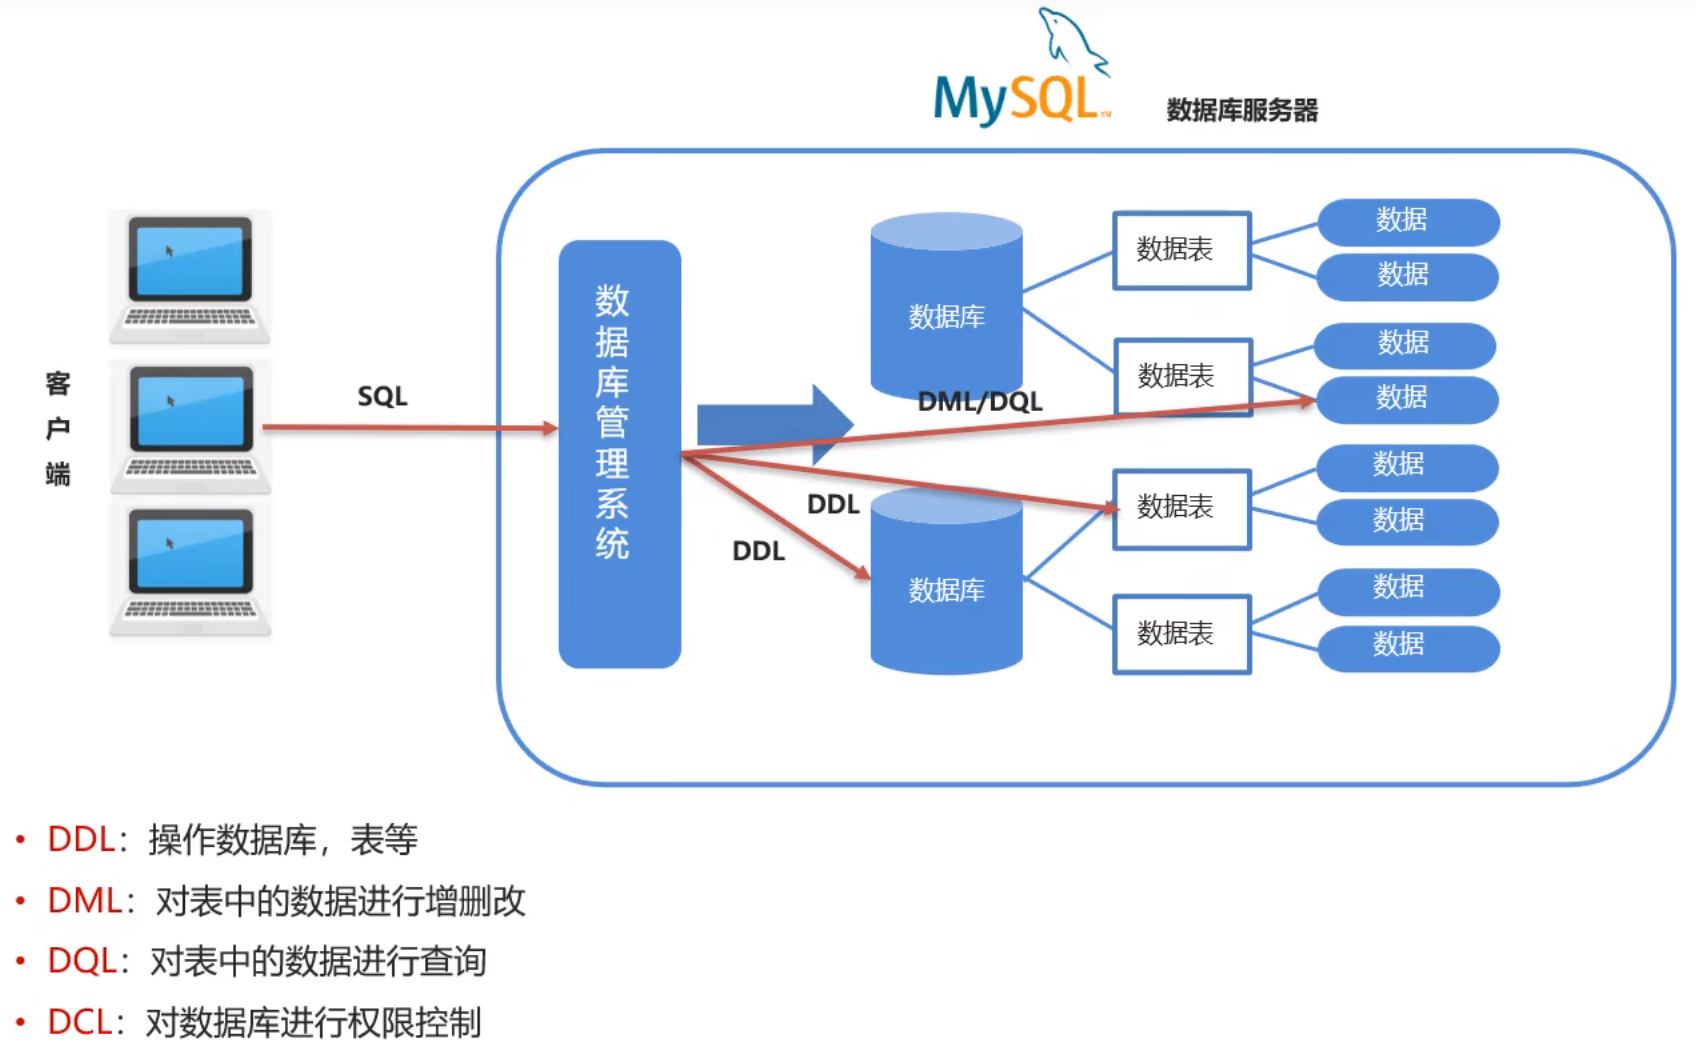 MySQL™
数据库服务器
客户端
SQL
数据库管理系统
数据库
数据表
数据
数据
数据表
数据
数据
DML/DQL
DDL
DDL
数据库
数据表
数据
数据
数据表
数据
数据
• DDL：操作数据库，表等
• DML：对表中的数据进行增删改
• DQL：对表中的数据进行查询
• DCL：对数据库进行权限控制